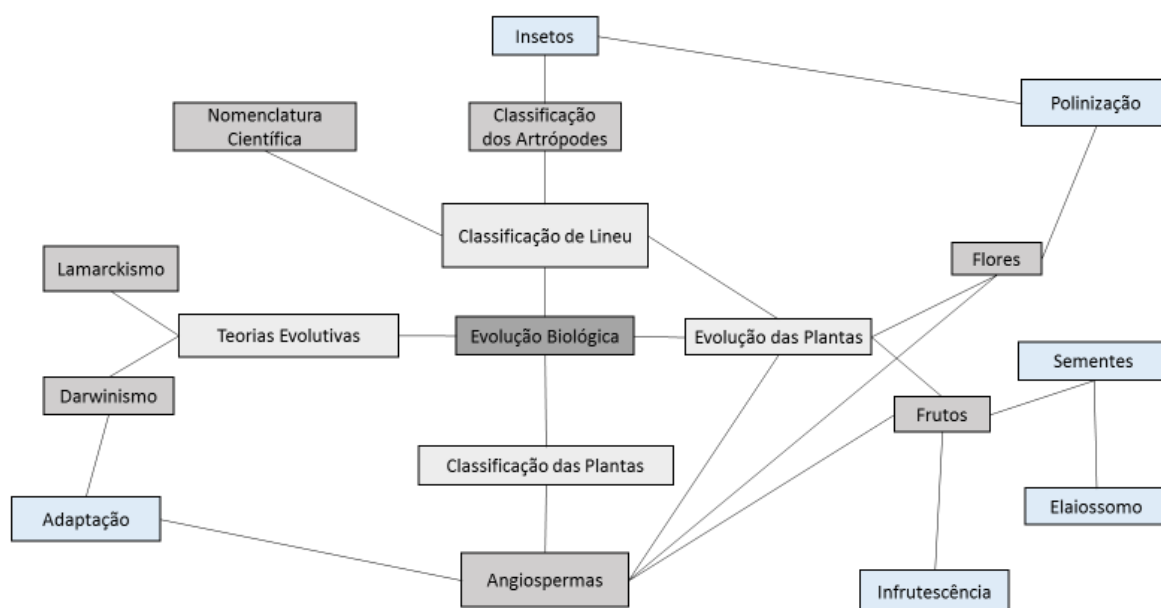 Insetos
Polinização
Nomenclatura
Científica
Classificação
dos Artrópodes
Classificação de Lineu
Flores
Lamarckismo
Teorias Evolutivas
Evolução Biológica
Evolução das Plantas
Sementes
Darwinismo
Frutos
Classificação das Plantas
Elaiossomo
Adaptação
Angiospermas
Infrutescência